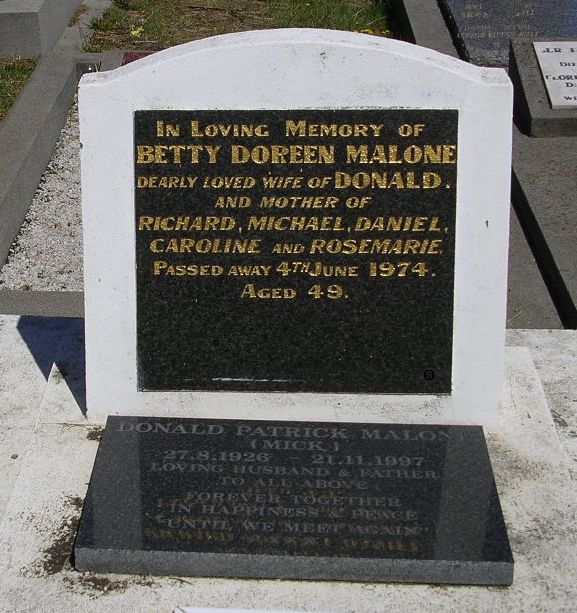 IN LOVING MEMORY OF
BETTY DOREEN MALONE
DEARLY LOVED WIFE OF DONALD.
AND MOTHER OF
RICHARD, MICHAEL, DANIEL,
CAROLINE AND ROSEMARIE.
PASSED AWAY 4TH JUNE 1974.
AGED 49.
DONALD PATRICK MALONE
(MICK)
27.8.1926 21.11.1997
LOVING HUSBAND & FATHER
TO ALL ABOVE
FOREVER TOGETHER
IN HAPPINESS & PEACE
"UNTIL WE MEET AGAIN"